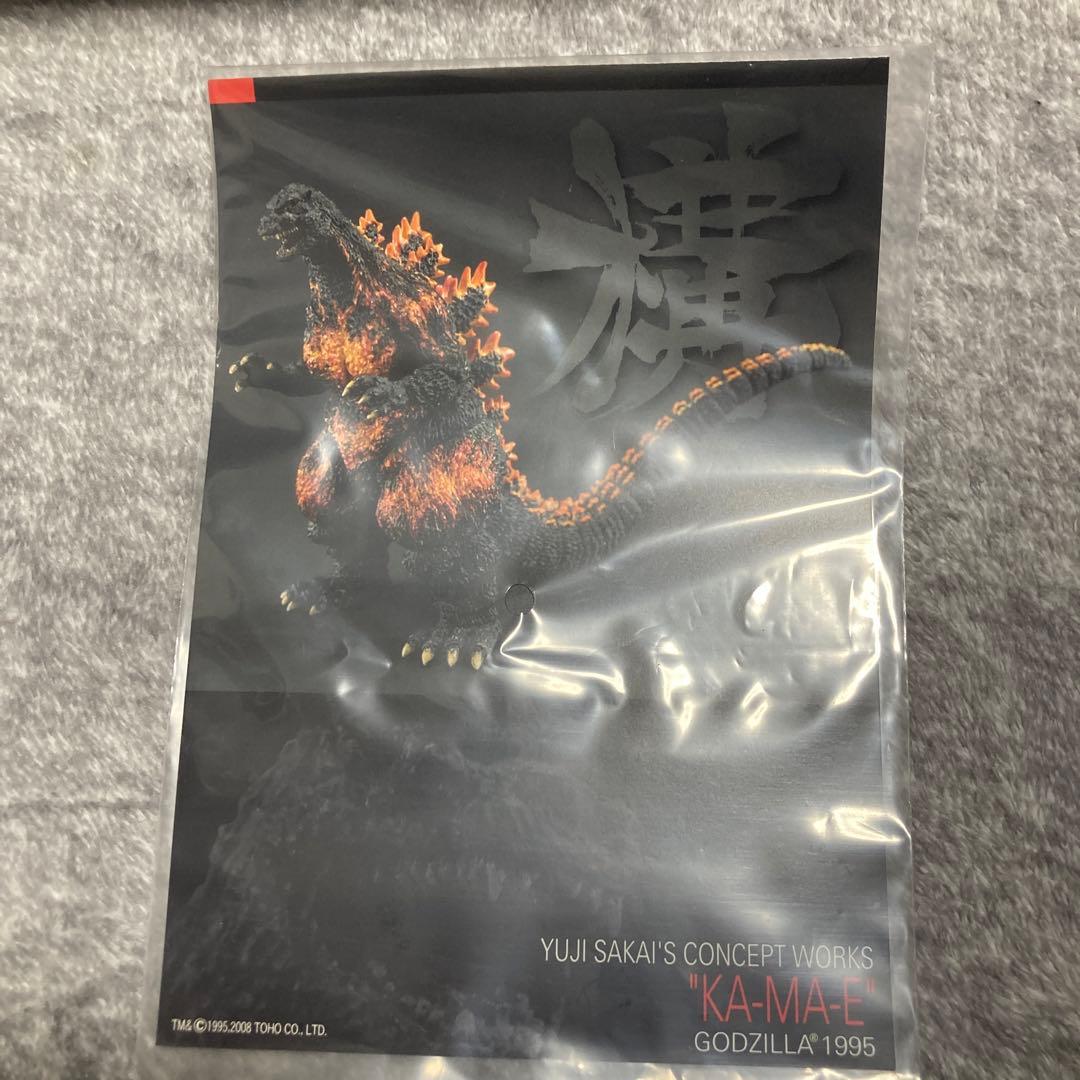 構
YUJI SAKAI'S CONCEPT WORKS
"KA-MA-E"
GODZILLA® 1995
TM&©1995.2008 TOHO CO., LTD.